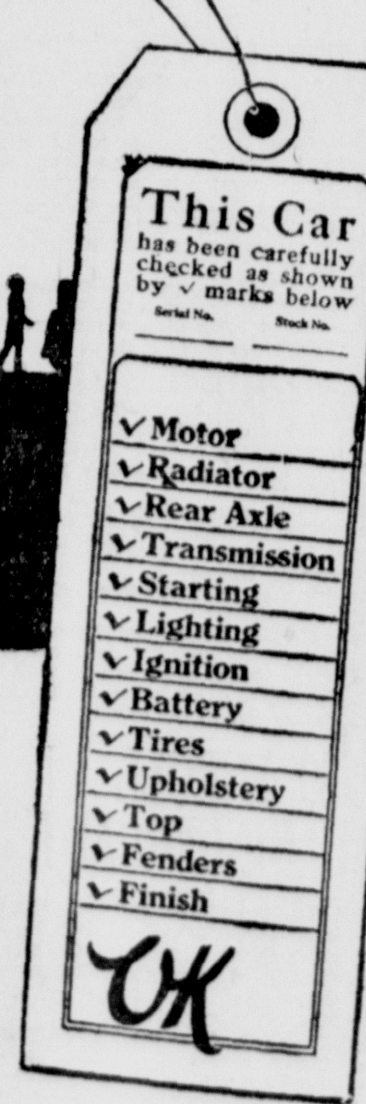 This Car
has been carefully
checked as shown
by ✓ marks below
Serial No. Stock No.
✓ Motor
✓ Radiator
✓ Rear Axle
✓ Transmission
✓ Starting
✓ Lighting
✓ Ignition
✓ Battery
✓ Tires
✓ Upholstery
✓ Top
✓ Fenders
✓ Finish
OK